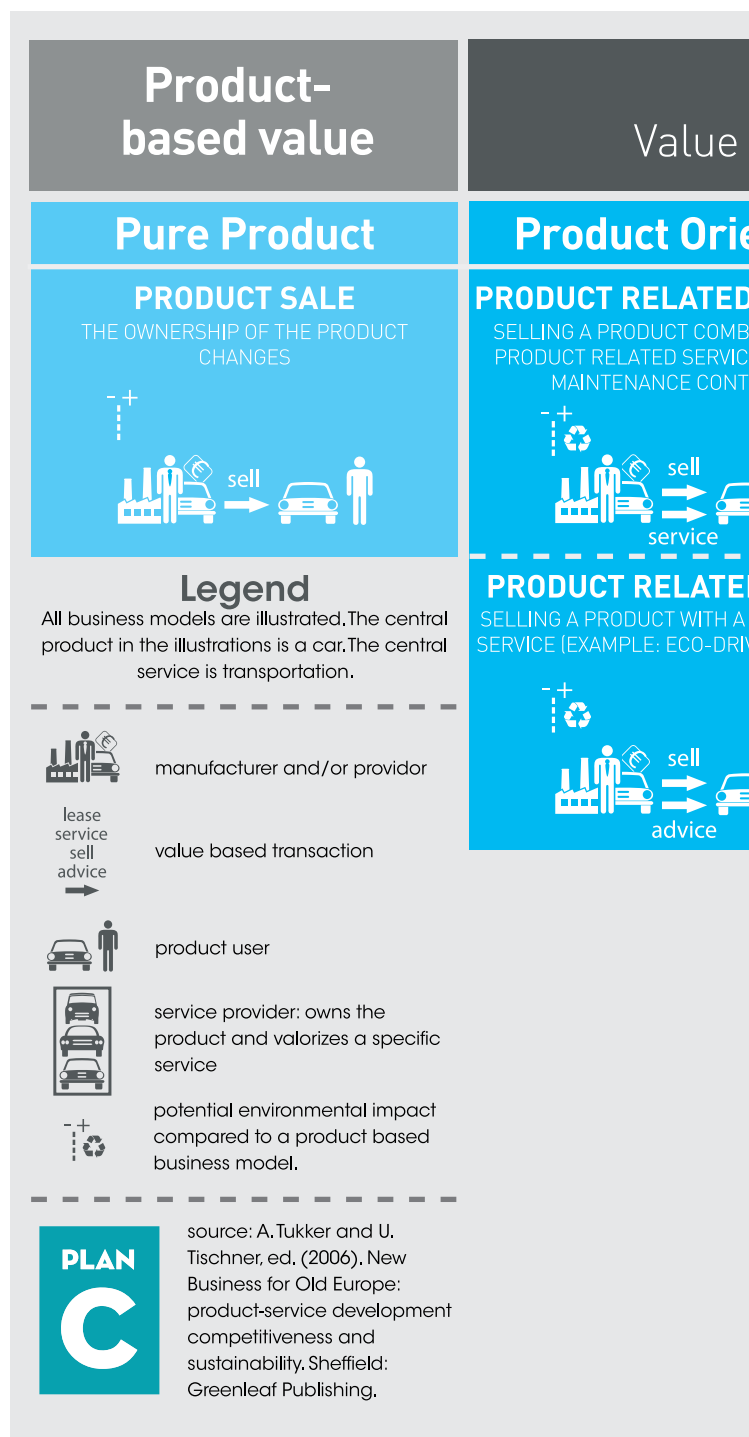 Product-
based value
Value
Pure Product
PRODUCT SALE
THE OWNERSHIP OF THE PRODUCT
CHANGES
- +
sell
Product Orie
PRODUCT RELATED
SELLING A PRODUCT COMB
PRODUCT RELATED SERVIC
MAINTENANCE CONT
- +
sell
service
PRODUCT RELATE
SELLING A PRODUCT WITH A
SERVICE (EXAMPLE: ECO-DRIV
- +
sell
advice
Legend
All business models are illustrated. The central
product in the illustrations is a car. The central
service is transportation.
€
manufacturer and/or providor
lease
service
sell
advice
value based transaction
product user
service provider: owns the
product and valorizes a specific
service
- +
potential environmental impact
compared to a product based
business model.
PLAN
C
source: A. Tukker and U.
Tischner, ed. (2006). New
Business for Old Europe:
product-service development
competitiveness and
sustainability. Sheffield:
Greenleaf Publishing.